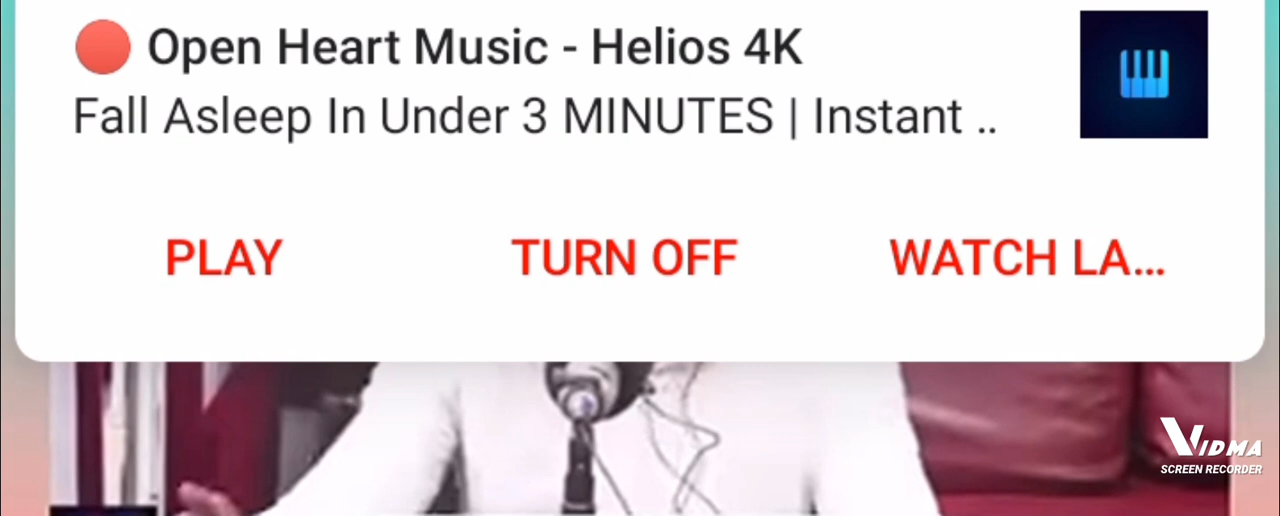 🔴 Open Heart Music - Helios 4K
Fall Asleep In Under 3 MINUTES | Instant ..
PLAY
TURN OFF
WATCH LA...
VIDMA
SCREEN RECORDER